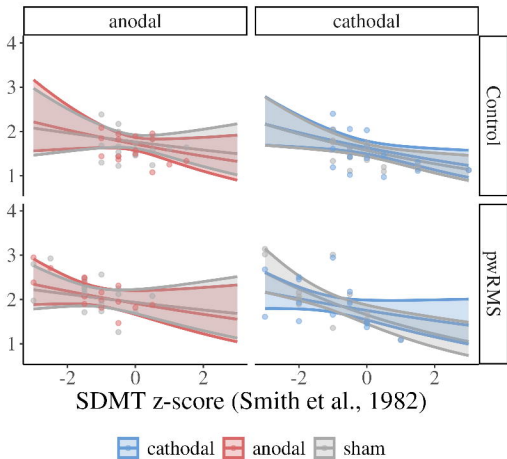 anodal cathodal
4
3
2
1
Control
4
3
2
1
pwRMS
-2 0 2 -2 0 2
SDMT z-score (Smith et al., 1982)
cathodal anodal sham